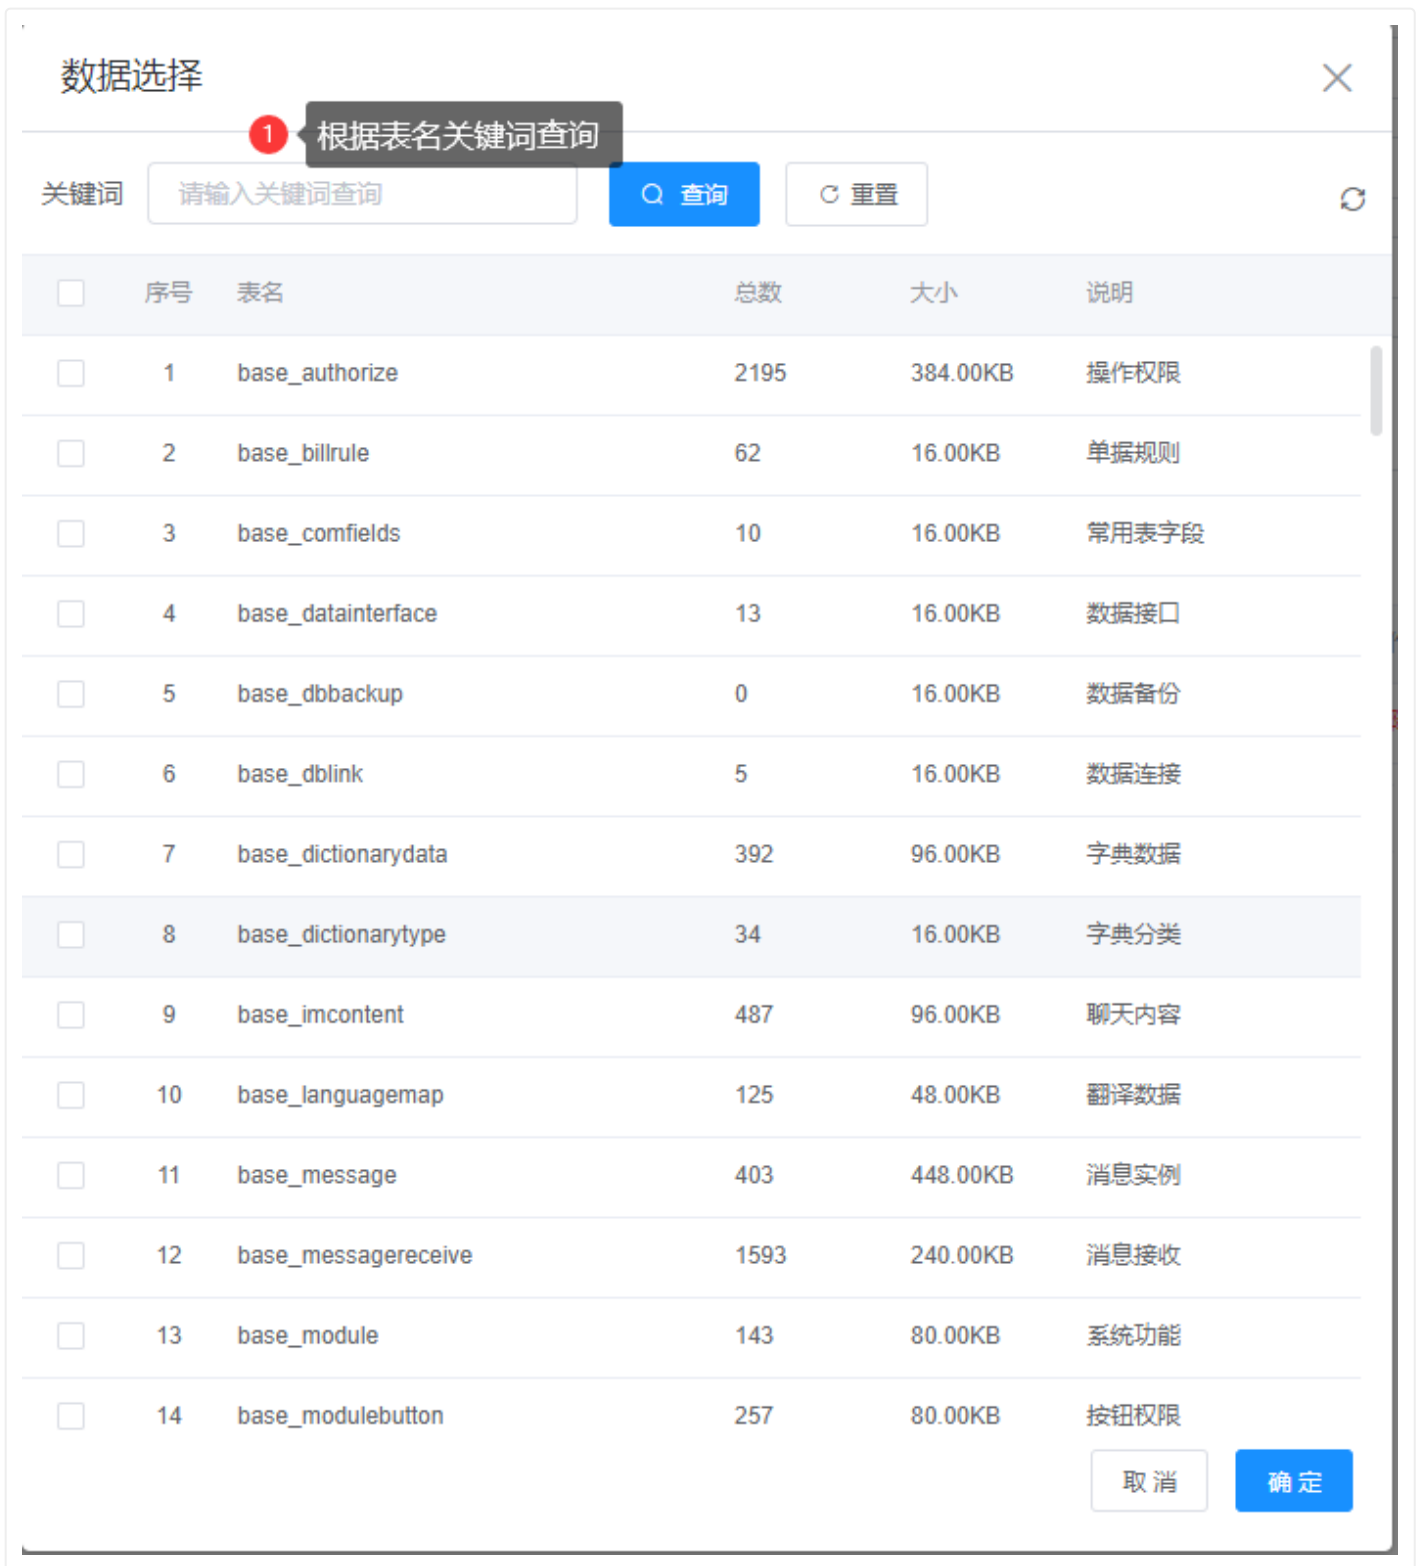 数据选择
1 根据表名关键词查询
关键词 请输入关键词查询 查询 重置
序号 表名 总数 大小 说明
1 base_authorize 2195 384.00KB 操作权限
2 base_billrule 62 16.00KB 单据规则
3 base_comfields 10 16.00KB 常用表字段
4 base_datainterface 13 16.00KB 数据接口
5 base_dbbackup 0 16.00KB 数据备份
6 base_dblink 5 16.00KB 数据连接
7 base_dictionarydata 392 96.00KB 字典数据
8 base_dictionarytype 34 16.00KB 字典分类
9 base_imcontent 487 96.00KB 聊天内容
10 base_languagemap 125 48.00KB 翻译数据
11 base_message 403 448.00KB 消息实例
12 base_messagereceive 1593 240.00KB 消息接收
13 base_module 143 80.00KB 系统功能
14 base_modulebutton 257 80.00KB 按钮权限
取消 确定